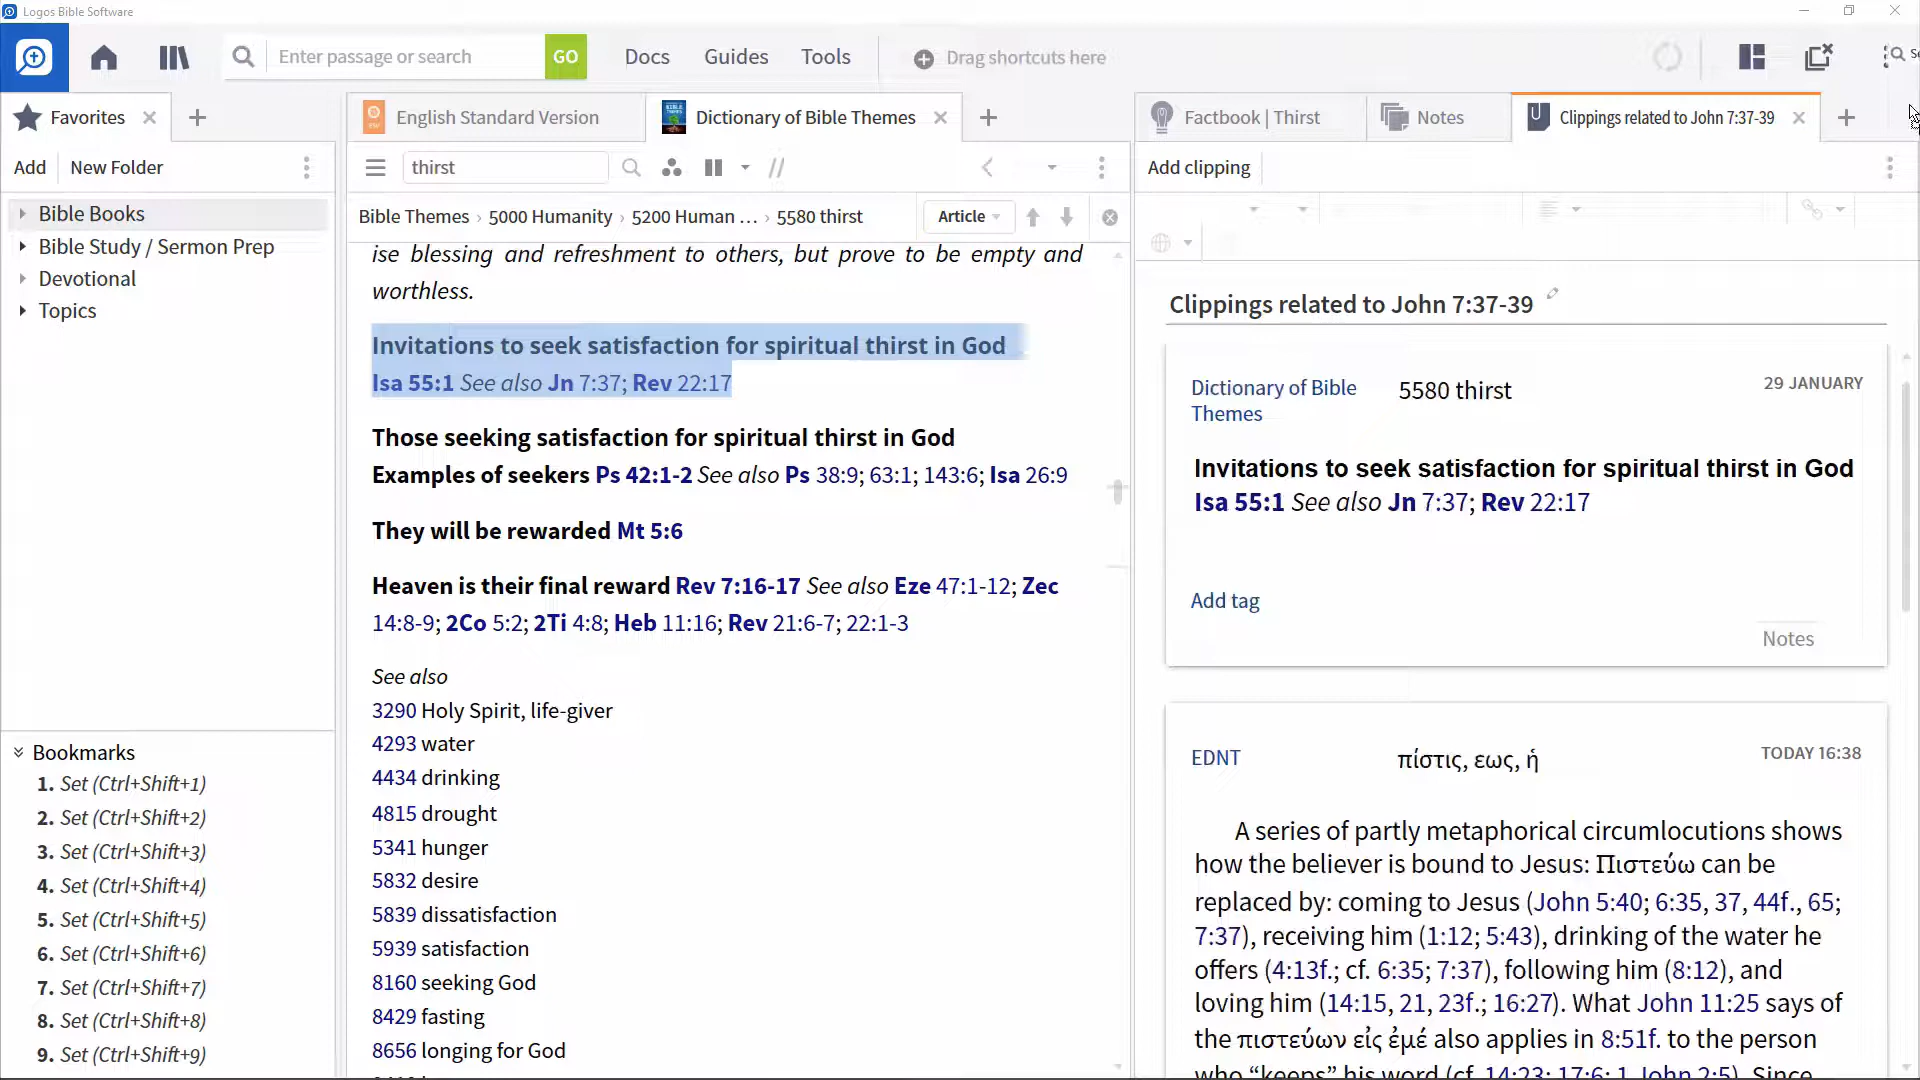 Logos Bible Software
Enter passage or search
GO
Docs
Guides
Tools
Drag shortcuts here
Favorites
English Standard Version
Dictionary of Bible Themes
Factbook | Thirst
Notes
Clippings related to John 7:37-39
Add
New Folder
Bible Books
Bible Study / Sermon Prep
Devotional
Topics
Bookmarks
1. Set (Ctrl+Shift+1)
2. Set (Ctrl+Shift+2)
3. Set (Ctrl+Shift+3)
4. Set (Ctrl+Shift+4)
5. Set (Ctrl+Shift+5)
6. Set (Ctrl+Shift+6)
7. Set (Ctrl+Shift+7)
8. Set (Ctrl+Shift+8)
9. Set (Ctrl+Shift+9)
thirst
Bible Themes › 5000 Humanity › 5200 Human … › 5580 thirst
Article
ise blessing and refreshment to others, but prove to be empty and
worthless.
Invitations to seek satisfaction for spiritual thirst in God
Isa 55:1 See also Jn 7:37; Rev 22:17
Those seeking satisfaction for spiritual thirst in God
Examples of seekers Ps 42:1-2 See also Ps 38:9; 63:1; 143:6; Isa 26:9
They will be rewarded Mt 5:6
Heaven is their final reward Rev 7:16-17 See also Eze 47:1-12; Zec
14:8-9; 2Co 5:2; 2Ti 4:8; Heb 11:16; Rev 21:6-7; 22:1-3
See also
3290 Holy Spirit, life-giver
4293 water
4434 drinking
4815 drought
5341 hunger
5832 desire
5839 dissatisfaction
5939 satisfaction
8160 seeking God
8429 fasting
8656 longing for God
Add clipping
Clippings related to John 7:37-39
Dictionary of Bible
Themes
5580 thirst
29 JANUARY
Invitations to seek satisfaction for spiritual thirst in God
Isa 55:1 See also Jn 7:37; Rev 22:17
Add tag
Notes
EDNT
πίστις, εως, ἡ
TODAY 16:38
A series of partly metaphorical circumlocutions shows
how the believer is bound to Jesus: Πιστεύω can be
replaced by: coming to Jesus (John 5:40; 6:35, 37, 44f., 65;
7:37), receiving him (1:12; 5:43), drinking of the water he
offers (4:13f.; cf. 6:35; 7:37), following him (8:12), and
loving him (14:15, 21, 23f.; 16:27). What John 11:25 says of
the πιστεύων εἰς ἐμέ also applies in 8:51f. to the person
who “keeps” his word (cf. 14:23; 17:6; 1 John 2:5). Since